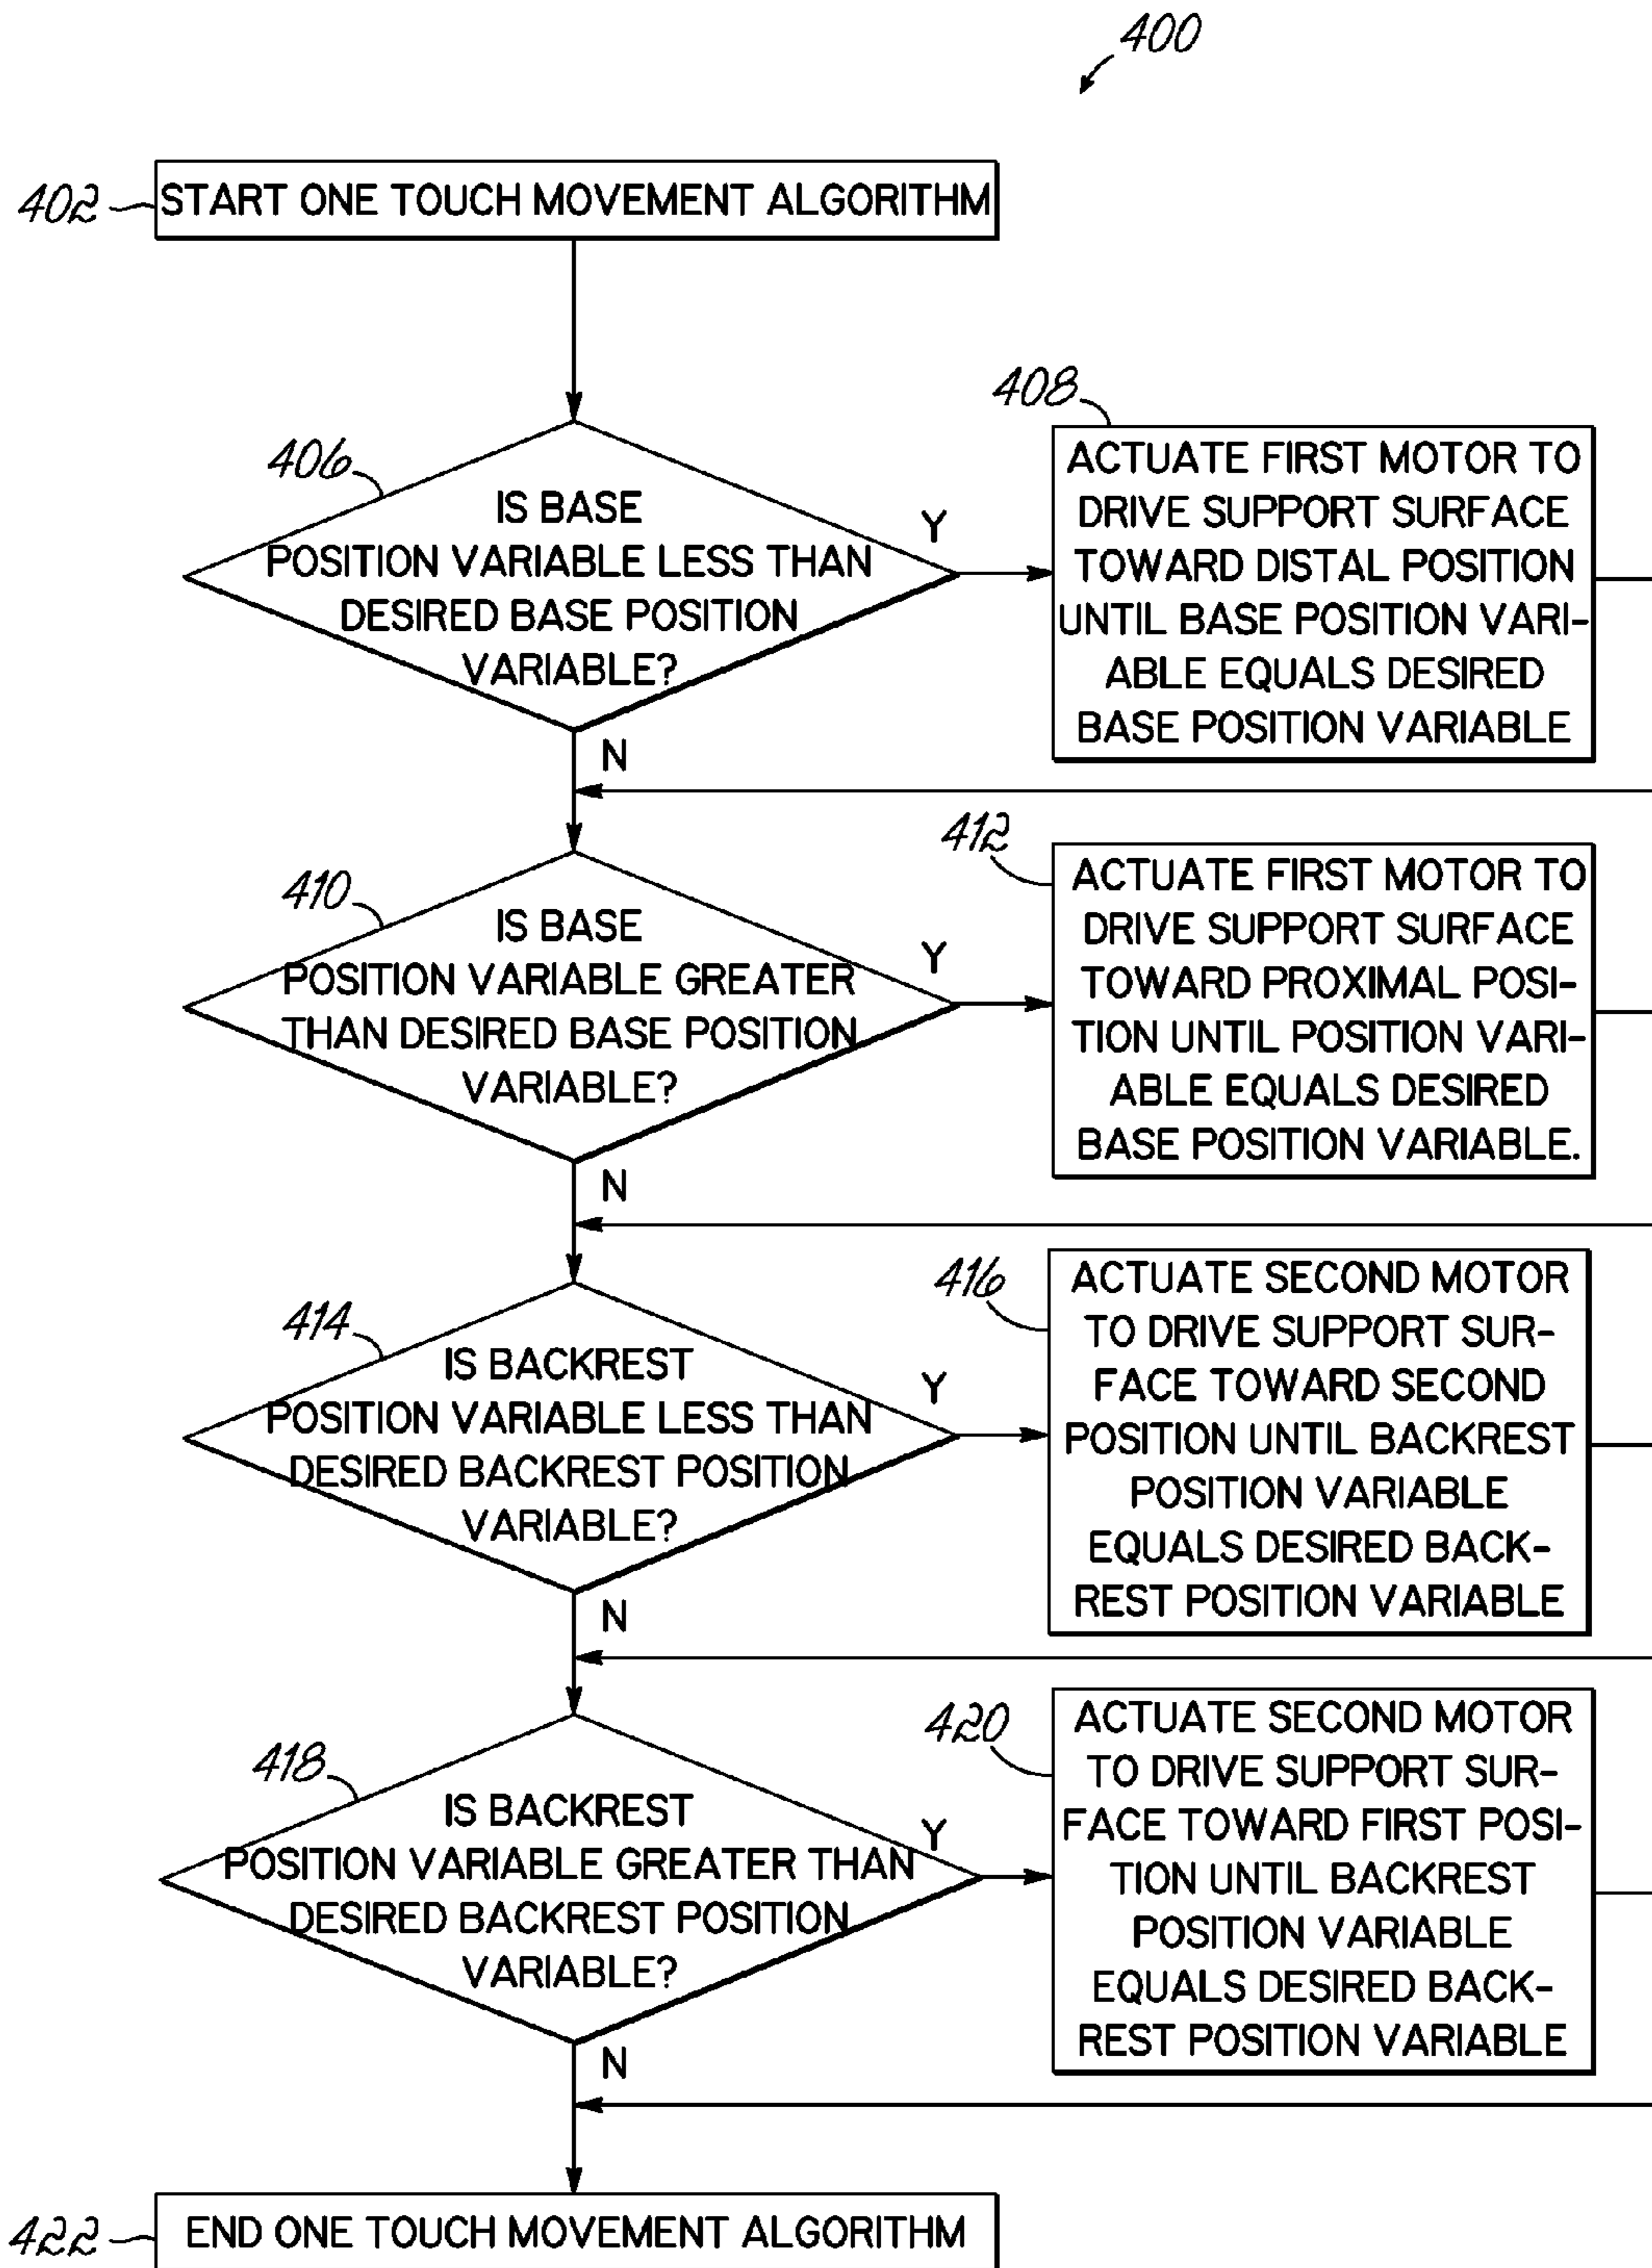 400
402
START ONE TOUCH MOVEMENT ALGORITHM
406
IS BASE
POSITION VARIABLE LESS THAN
DESIRED BASE POSITION
VARIABLE?
Y
N
408
ACTUATE FIRST MOTOR TO
DRIVE SUPPORT SURFACE
TOWARD DISTAL POSITION
UNTIL BASE POSITION VARI-
ABLE EQUALS DESIRED
BASE POSITION VARIABLE
410
IS BASE
POSITION VARIABLE GREATER
THAN DESIRED BASE POSITION
VARIABLE?
Y
N
412
ACTUATE FIRST MOTOR TO
DRIVE SUPPORT SURFACE
TOWARD PROXIMAL POSI-
TION UNTIL POSITION VARI-
ABLE EQUALS DESIRED
BASE POSITION VARIABLE.
414
IS BACKREST
POSITION VARIABLE LESS THAN
DESIRED BACKREST POSITION
VARIABLE?
Y
N
416
ACTUATE SECOND MOTOR
TO DRIVE SUPPORT SUR-
FACE TOWARD SECOND
POSITION UNTIL BACKREST
POSITION VARIABLE
EQUALS DESIRED BACK-
REST POSITION VARIABLE
418
IS BACKREST
POSITION VARIABLE GREATER THAN
DESIRED BACKREST POSITION
VARIABLE?
Y
N
420
ACTUATE SECOND MOTOR
TO DRIVE SUPPORT SUR-
FACE TOWARD FIRST POSI-
TION UNTIL BACKREST
POSITION VARIABLE
EQUALS DESIRED BACK-
REST POSITION VARIABLE
422
END ONE TOUCH MOVEMENT ALGORITHM